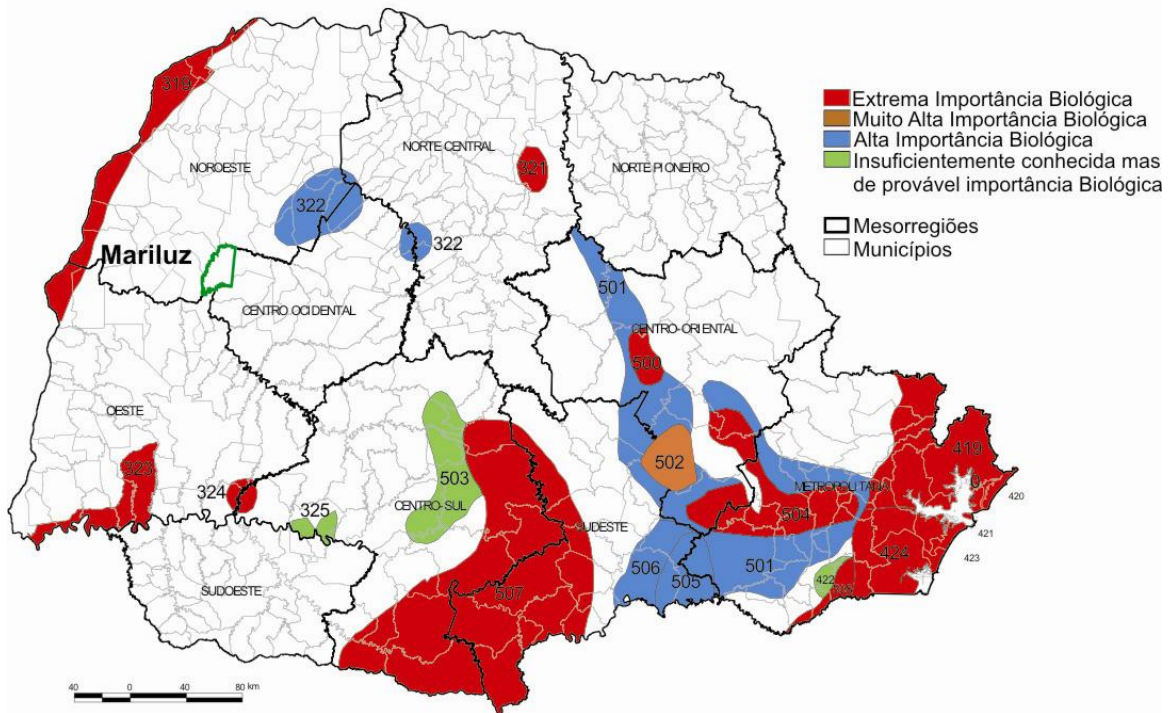 319
NOROESTE
NORTE CENTRAL
321
NORTE PIONEIRO
Extrema Importância Biológica
Muito Alta Importância Biológica
Alta Importância Biológica
Insuficientemente conhecida mas
de provável importância Biológica
Mesorregiões
Municípios
322
322
Mariluz
CENTRO OCIDENTAL
501
CENTRO-ORIENTAL
500
OESTE
323
324
325
503
CENTRO-SUL
502
SUDESTE
METROPOLITANA
504
419
420
421
423
424
SUDOESTE
507
506
505
501
422
40 0 40 80 km